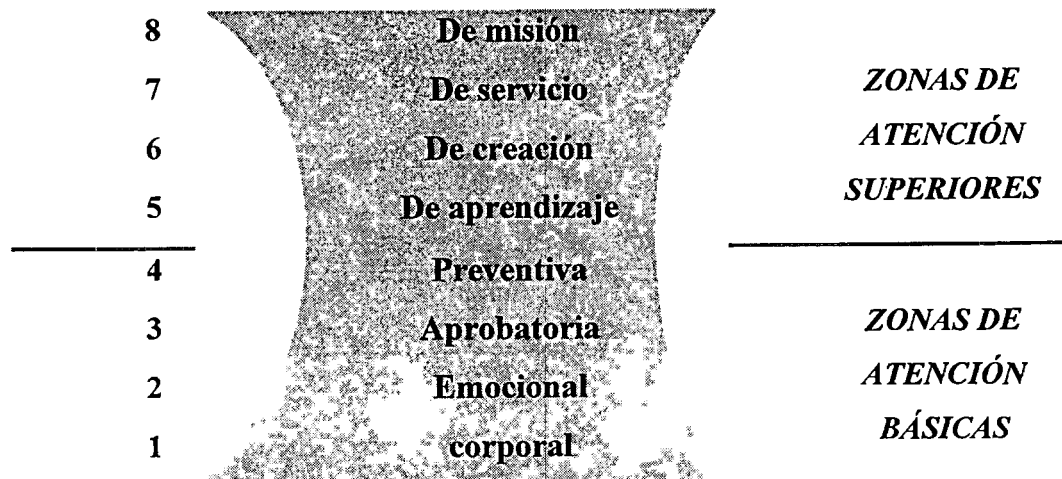 8 De misión
7 De servicio ZONAS DE
6 De creación ATENCIÓN
5 De aprendizaje SUPERIORES
4 Preventiva
3 Aprobatoria ZONAS DE
2 Emocional ATENCIÓN
1 corporal BÁSICAS